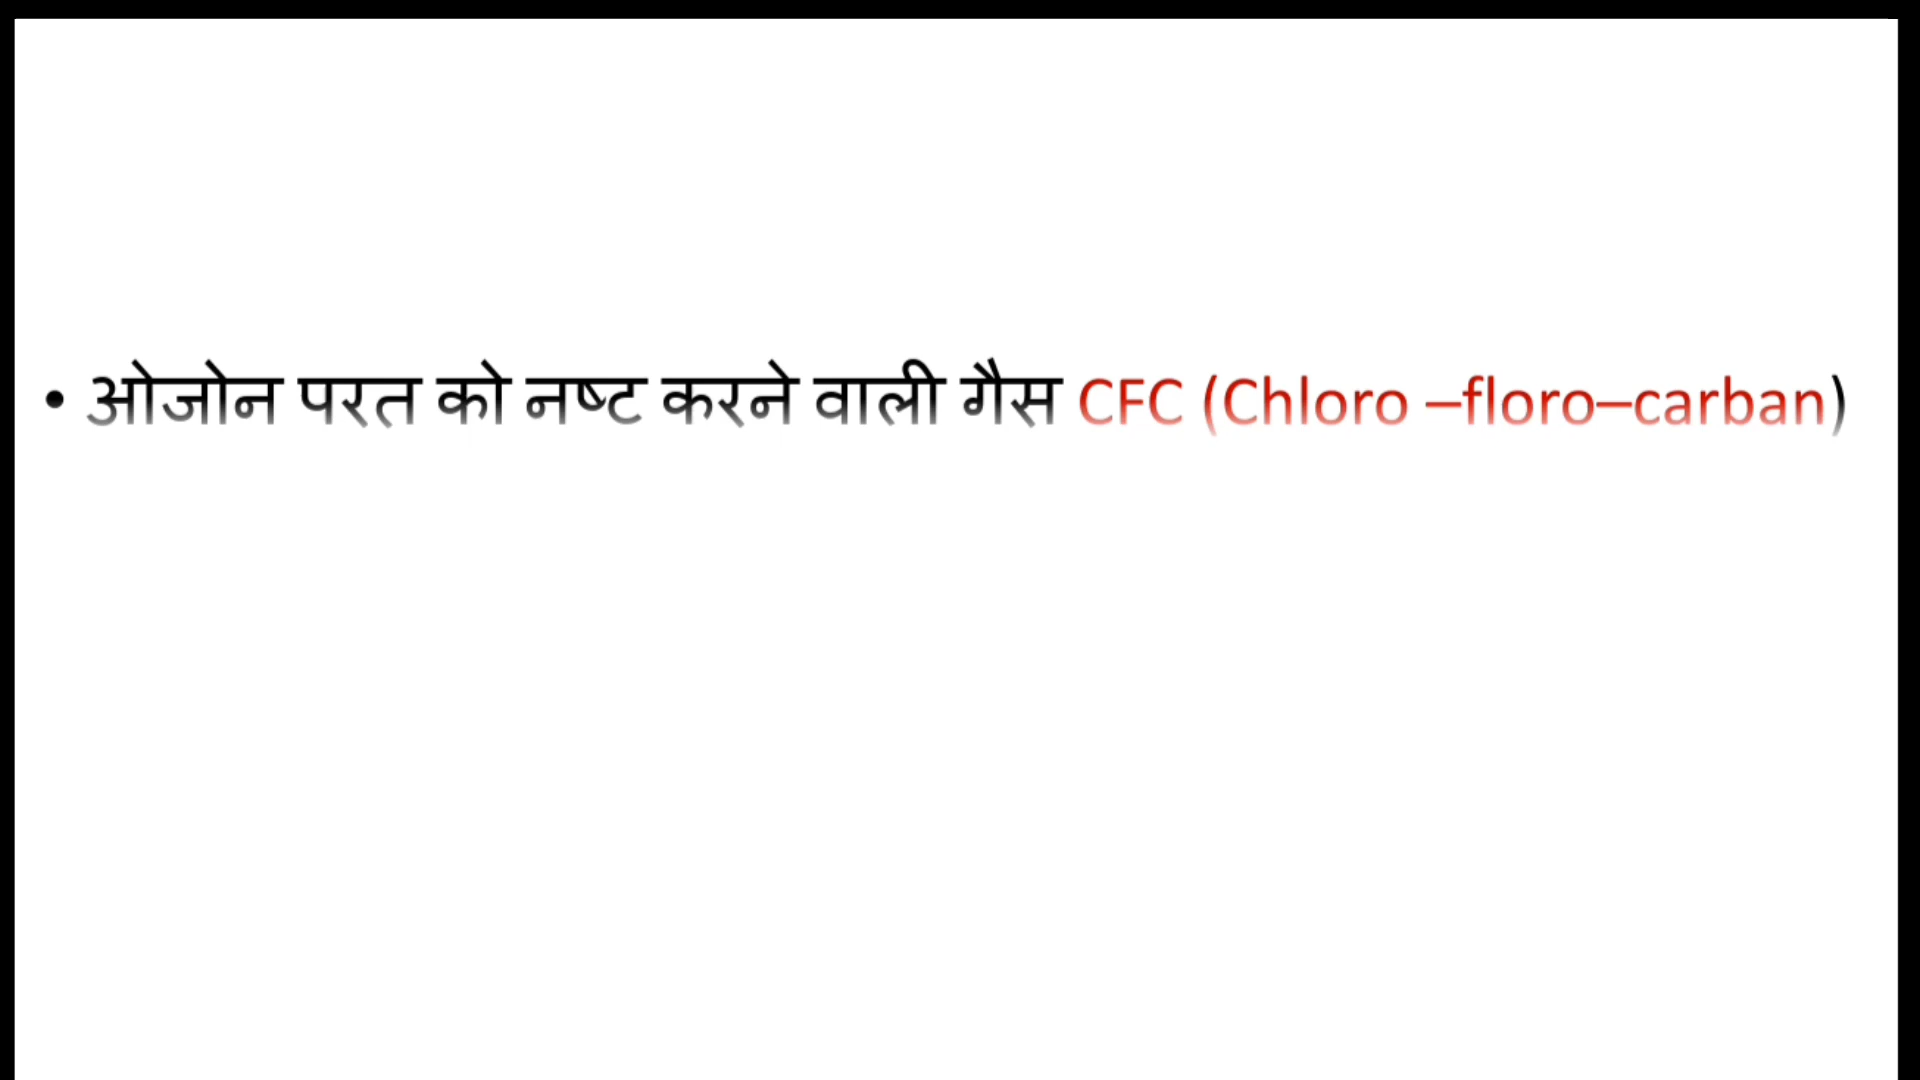 • ओजोन परत को नष्ट करने वाली गैस CFC (Chloro –floro–carban)